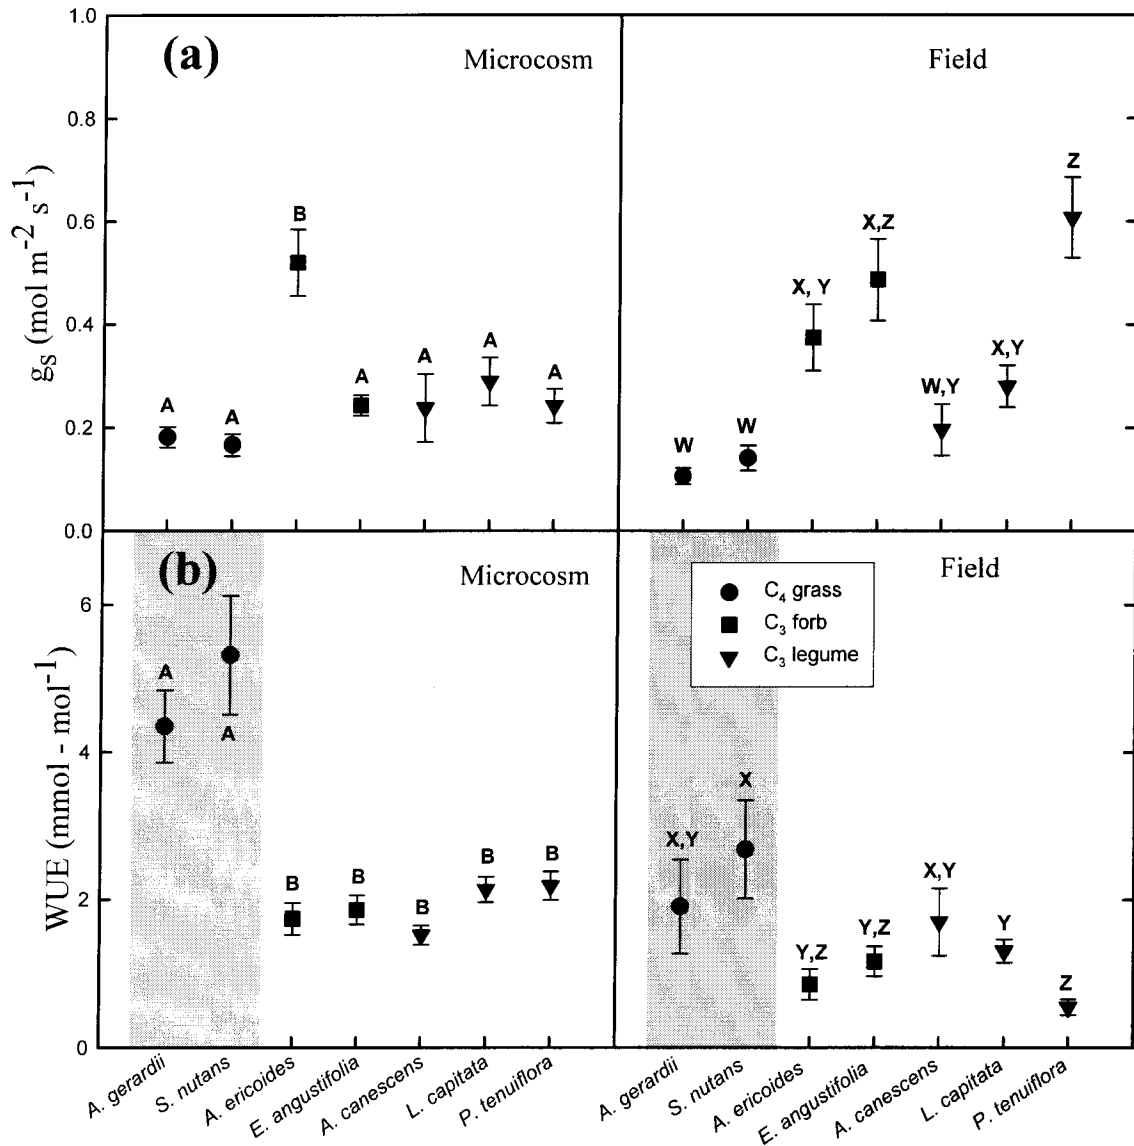 (a)
Microcosm
Field
gs (mol m-2 s-1)
1.0
0.8
0.6
0.4
0.2
0.0
A
A
B
A
A
A
A
W
W
X, Y
X,Z
W,Y
X,Y
Z
(b)
Microcosm
Field
WUE (mmol - mol-1)
6
4
2
0
C4 grass
C3 forb
C3 legume
A
A
B
B
B
B
B
X,Y
X
Y,Z
Y,Z
X,Y
Y
Z
A. gerardii
S. nutans
A. ericoides
E. angustifolia
A. canescens
L. capitata
P. tenuiflora
A. gerardii
S. nutans
A. ericoides
E. angustifolia
A. canescens
L. capitata
P. tenuiflora